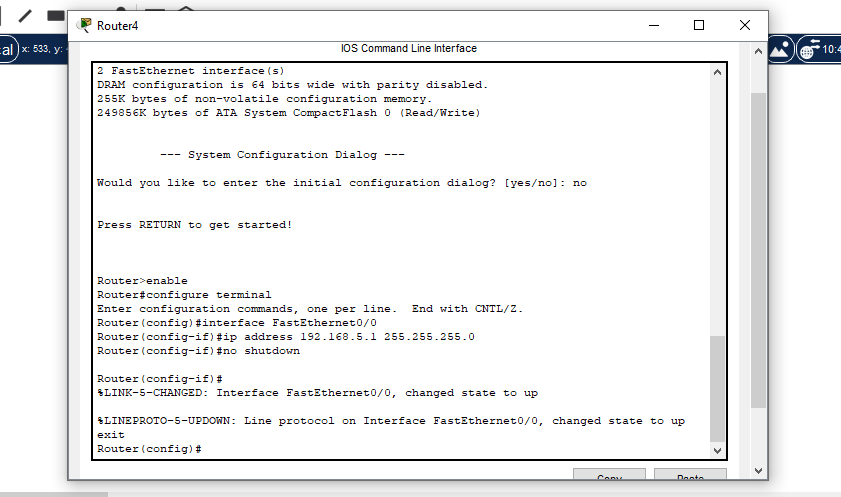 Router4
al
x: 533, y:
10:4
IOS Command Line Interface
2 FastEthernet interface(s)
DRAM configuration is 64 bits wide with parity disabled.
255K bytes of non-volatile configuration memory.
249856K bytes of ATA System CompactFlash 0 (Read/Write)
--- System Configuration Dialog ---
Would you like to enter the initial configuration dialog? [yes/no]: no
Press RETURN to get started!
Router>enable
Router#configure terminal
Enter configuration commands, one per line.  End with CNTL/Z.
Router(config)#interface FastEthernet0/0
Router(config-if)#ip address 192.168.5.1 255.255.255.0
Router(config-if)#no shutdown
Router(config-if)#
%LINK-5-CHANGED: Interface FastEthernet0/0, changed state to up
%LINEPROTO-5-UPDOWN: Line protocol on Interface FastEthernet0/0, changed state to up
exit
Router(config)#
Copy Paste